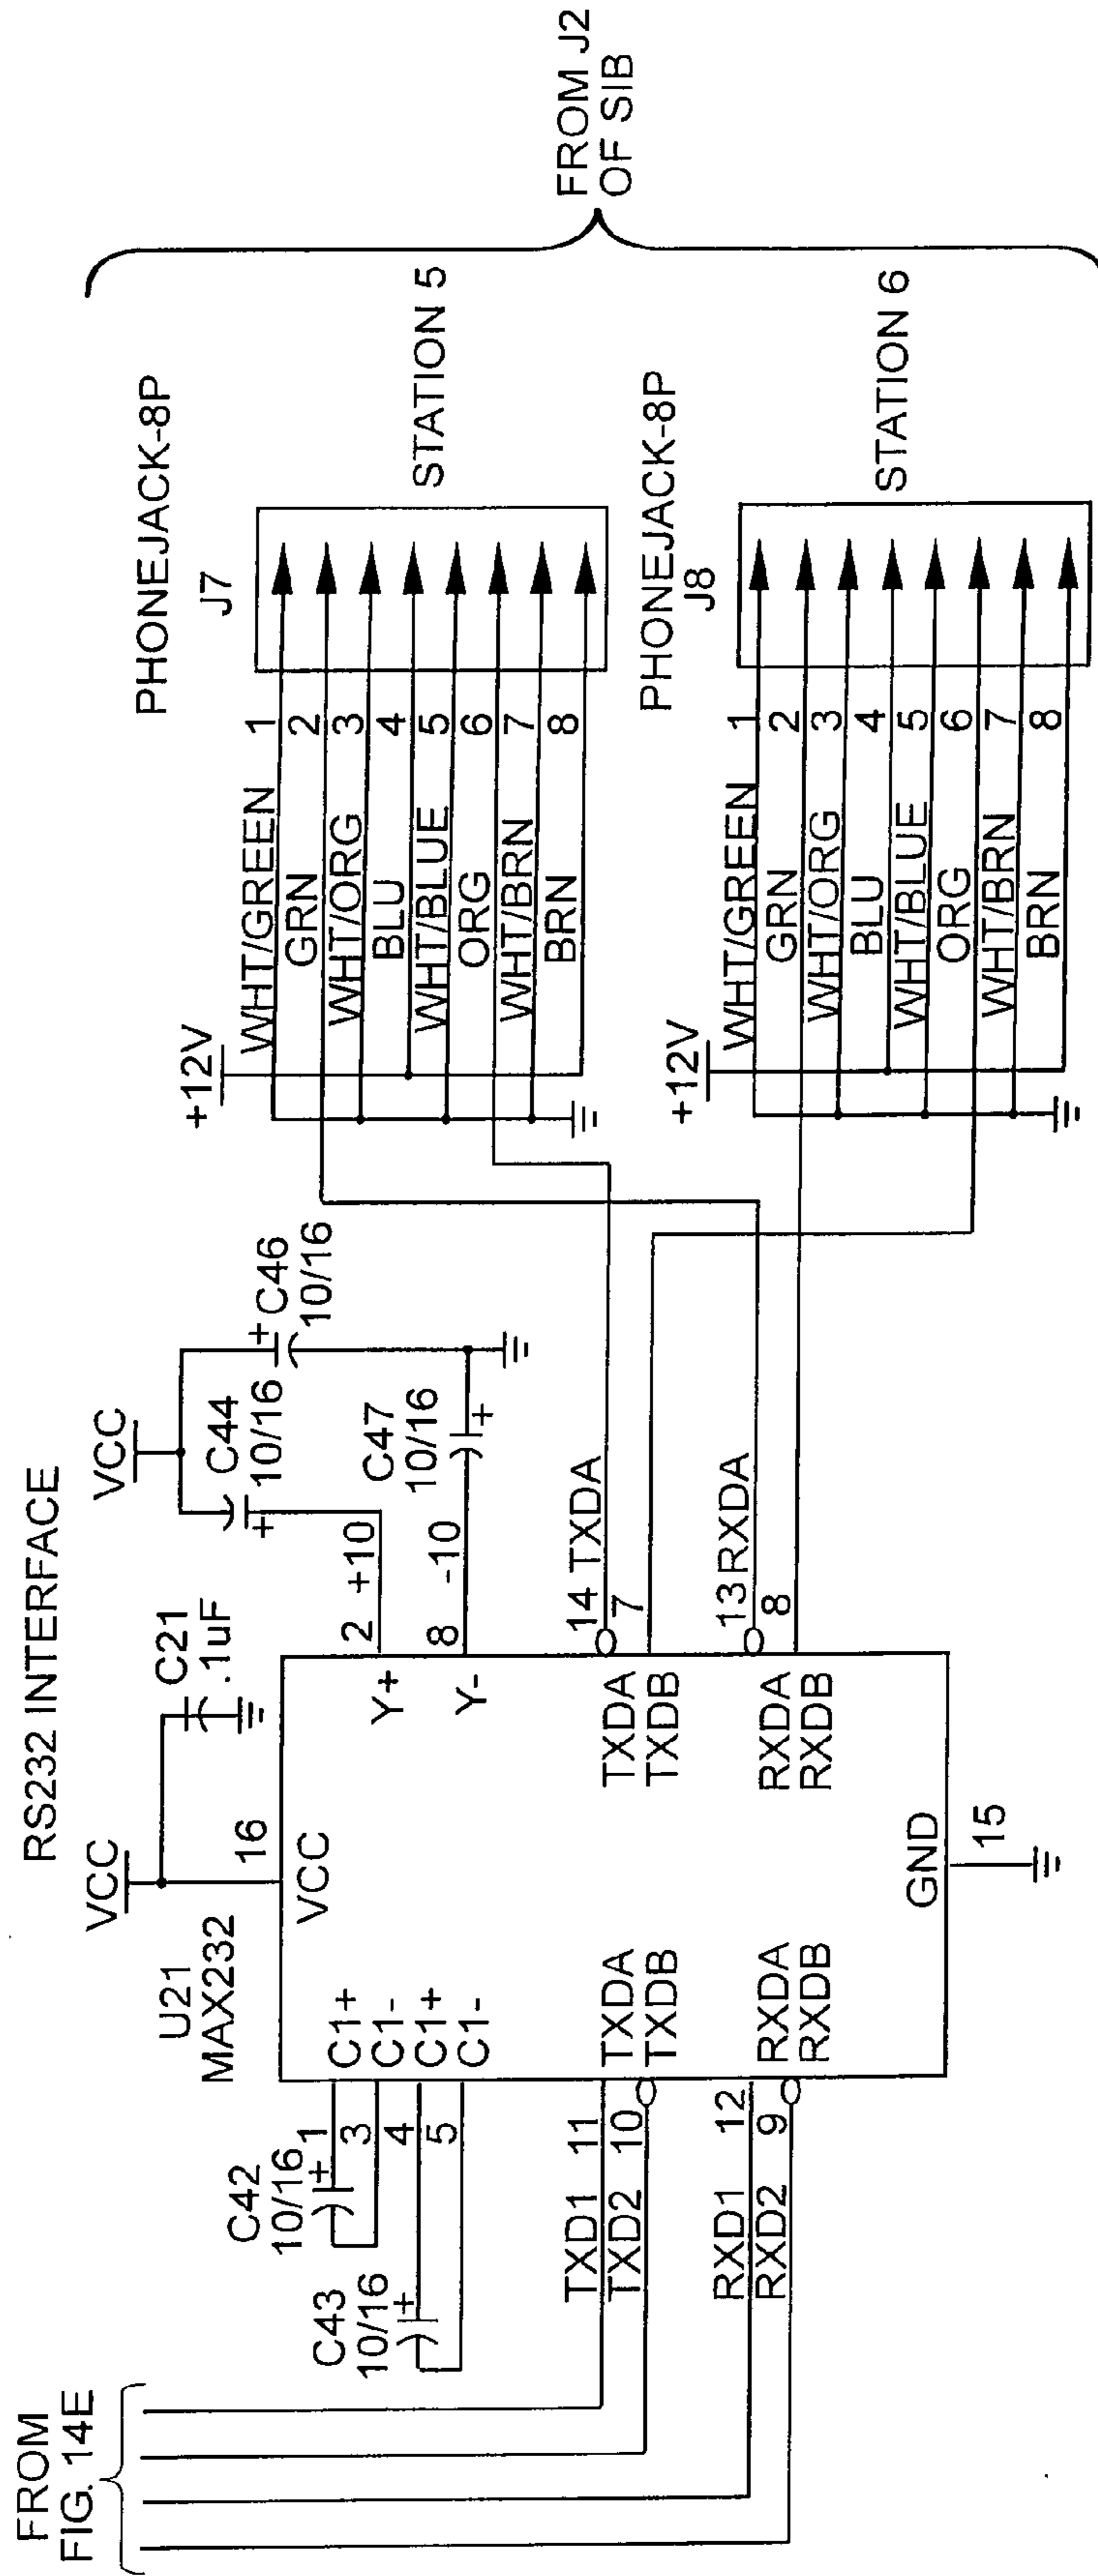 RS232 INTERFACE
FROM
FIG. 14E
C43
10/16
+
C42
10/16
+
1
3
4
5
TXD1 11
TXD2 10
RXD1 12
RXD2 9
U21
MAX232
VCC
16
C21
.1uF
VCC
C1+
C1-
C1+
C1-
TXDA
TXDB
RXDA
RXDB
Y+
Y-
TXDA
TXDB
RXDA
RXDB
GND
15
VCC
C44
10/16
+
C46
10/16
+
2 +10
8 -10
C47
10/16
+
14 TXDA
7
13 RXDA
8
PHONEJACK-8P
J7
+12V
WHT/GREEN 1
GRN 2
WHT/ORG 3
BLU 4
WHT/BLUE 5
ORG 6
WHT/BRN 7
BRN 8
STATION 5
PHONEJACK-8P
J8
+12V
WHT/GREEN 1
GRN 2
WHT/ORG 3
BLU 4
WHT/BLUE 5
ORG 6
WHT/BRN 7
BRN 8
STATION 6
FROM J2
OF SIB